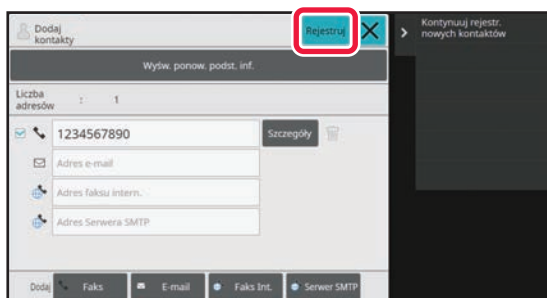 Dodaj
kontakty
Rejestruj
Kontynuuj rejestr.
nowych kontaktów
Wyśw. ponow. podst. inf.
Liczba
adresów : 1
1234567890 Szczegóły
Adres e-mail
Adres faksu intern.
Adres Serwera SMTP
Dodaj Faks E-mail Faks Int. Serwer SMTP